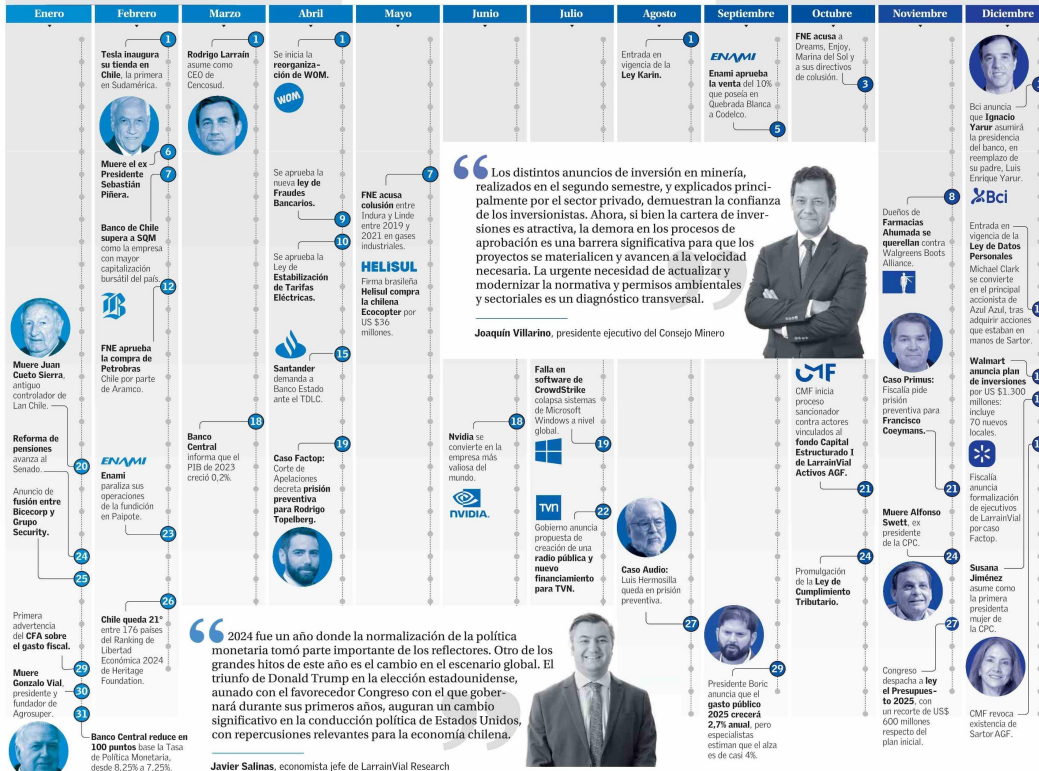 Enero
Febrero
Marzo
Abril
Mayo
Junio
Julio
Agosto
Septiembre
Octubre
Noviembre
Diciembre
Muere Juan
Cueto Sierra,
antiguo
controlador de
Lan Chile.
Reforma de
pensiones
avanza al
Senado.
20
Anuncio de
fusión entre
Bicecorp y
Grupo
Security.
24
25
Primera
advertencia
del CFA sobre
el gasto fiscal.
29
Muere
Gonzalo Vial,
presidente y
fundador de
Agrosuper.
30
31
Banco Central reduce en
100 puntos base la Tasa
de Política Monetaria,
desde 8,25% a 7,25%.
1
Tesla inaugura
su tienda en
Chile, la primera
en Sudamérica.
6
Muere el ex
Presidente
Sebastián
Piñera.
7
Banco de Chile
supera a SQM
como la empresa
con mayor
capitalización
bursátil del país.
12
FNE aprueba
la compra de
Petrobras
Chile por parte
de Aramco.
ENAMI
Enami
paraliza sus
operaciones
de la fundición
en Paipote.
23
26
Chile queda 21°
entre 176 países
del Ranking de
Libertad
Económica 2024
de Heritage
Foundation.
1
Rodrigo Larraín
asume como
CEO de
Cencosud.
18
Banco
Central
informa que el
PIB de 2023
creció 0,2%.
1
Se inicia la
reorganiza-
ción de WOM.
WOM
Se aprueba la
nueva ley de
Fraudes
Bancarios.
9
10
Se aprueba la
Ley de
Estabilización
de Tarifas
Eléctricas.
15
Santander
demanda a
Banco Estado
ante el TDLC.
19
Caso Factop:
Corte de
Apelaciones
decreta prisión
preventiva
para Rodrigo
Topelberg.
7
FNE acusa
colusión entre
Indura y Linde
entre 2019 y
2021 en gases
industriales.
HELISUL
Firma brasileña
Helisul compra
la chilena
Ecocopter por
US $36
millones.
18
Nvidia se
convierte en la
empresa más
valiosa del
mundo.
NVIDIA.
Falla en
software de
CrowdStrike
colapsa sistemas
de Microsoft
Windows a nivel
global.
19
TVN
22
Gobierno anuncia
propuesta de
creación de una
radio pública y
nuevo
financiamiento
para TVN.
1
Entrada en
vigencia de la
Ley Karin.
Caso Audio:
Luis Hermosilla
queda en prisión
preventiva.
27
ENAMI
Enami aprueba
la venta del 10%
que poseía en
Quebrada Blanca
a Codelco.
5
29
Presidente Boric
anuncia que el
gasto público
2025 crecerá
2,7% anual, pero
especialistas
estiman que el alza
es de casi 4%.
FNE acusa a
Dreams, Enjoy,
Marina del Sol y
a sus directivos
de colusión.
3
CMF
CMF inicia
proceso
sancionador
contra actores
vinculados al
fondo Capital
Estructurado I
de LarrainVial
Activos AGF.
21
24
Promulgación
de la Ley de
Cumplimiento
Tributario.
8
Dueños de
Farmacias
Ahumada se
querellan contra
Walgreens Boots
Alliance.
Caso Primus:
Fiscalía pide
prisión
preventiva para
Francisco
Coeymans.
21
Muere Alfonso
Swett, ex
presidente
de la CPC.
24
27
Congreso
despacha a ley
el Presupues-
to 2025, con
un recorte de US$
600 millones
respecto del
plan inicial.
Bci anuncia
que Ignacio
Yarur asumirá
la presidencia
del banco, en
reemplazo de
su padre, Luis
Enrique Yarur.
Bci
Entrada en
vigencia de la
Ley de Datos
Personales
Michael Clark
se convierte
en el principal
accionista de
Azul Azul, tras
adquirir acciones
que estaban en
manos de Sartor.
Walmart
anuncia plan
de inversiones
por US $1.300
millones:
incluye
70 nuevos
locales.
Fiscalía
anuncia
formalización
de ejecutivos
de LarrainVial
por caso
Factop.
Susana
Jiménez
asume como
la primera
presidenta
mujer de
la CPC.
CMF revoca
existencia de
Sartor AGF.
Los distintos anuncios de inversión en minería,
realizados en el segundo semestre, y explicados princi-
palmente por el sector privado, demuestran la confianza
de los inversionistas. Ahora, si bien la cartera de inver-
siones es atractiva, la demora en los procesos de
aprobación es una barrera significativa para que los
proyectos se materialicen y avancen a la velocidad
necesaria. La urgente necesidad de actualizar y
modernizar la normativa y permisos ambientales
y sectoriales es un diagnóstico transversal.
Joaquín Villarino, presidente ejecutivo del Consejo Minero
2024 fue un año donde la normalización de la política
monetaria tomó parte importante de los reflectores. Otro de los
grandes hitos de este año es el cambio en el escenario global. El
triunfo de Donald Trump en la elección estadounidense,
aunado con el favorecedor Congreso con el que gober-
nará durante sus primeros años, auguran un cambio
significativo en la conducción política de Estados Unidos,
con repercusiones relevantes para la economía chilena.
Javier Salinas, economista jefe de LarrainVial Research